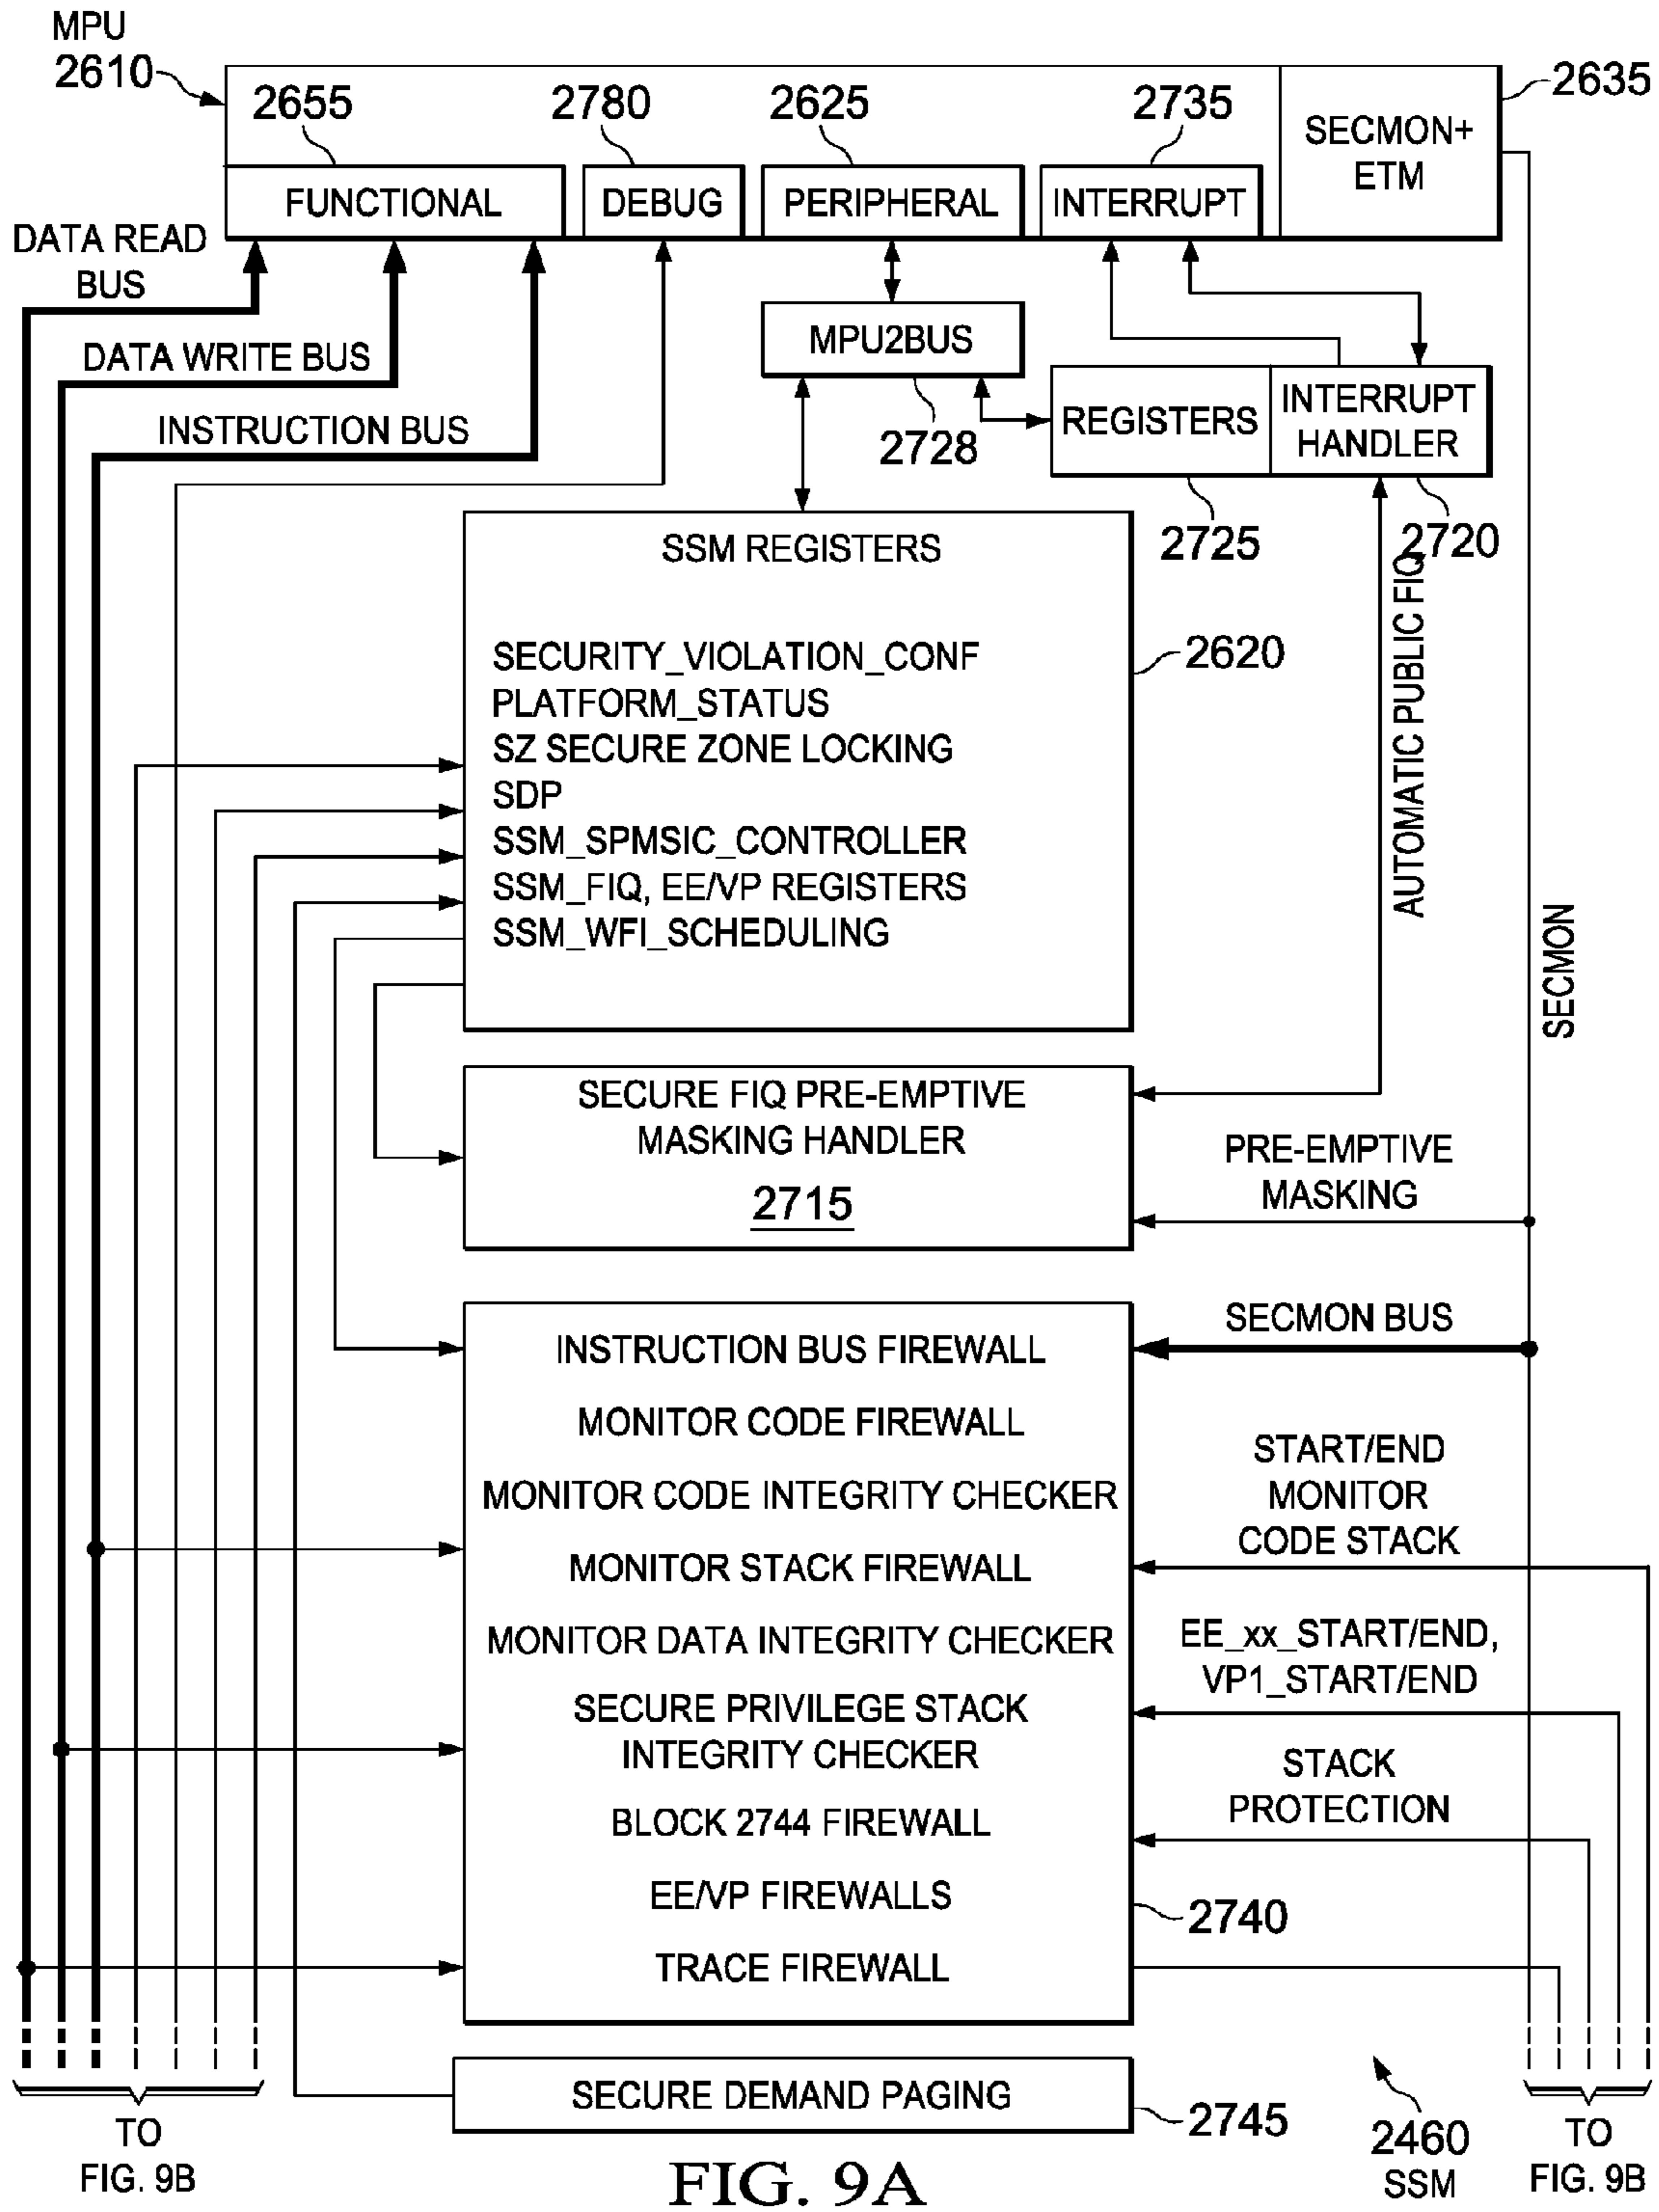 MPU
2610
2635
2655
2780
2625
2735
SECMON+
ETM
FUNCTIONAL
DEBUG
PERIPHERAL
INTERRUPT
DATA READ
BUS
MPU2BUS
DATA WRITE BUS
INTERRUPT
HANDLER
REGISTERS
INSTRUCTION BUS
2728
2725
2720
SSM REGISTERS
AUTOMATIC PUBLIC FIQ
SECURITY_VIOLATION_CONF
2620
PLATFORM_STATUS
SZ SECURE ZONE LOCKING
SDP
SSM_SPMSIC_CONTROLLER
SSM_FIQ, EE/VP REGISTERS
SSM_WFI_SCHEDULING
SECMON
SECURE FIQ PRE-EMPTIVE
MASKING HANDLER
2715
PRE-EMPTIVE
MASKING
SECMON BUS
INSTRUCTION BUS FIREWALL
MONITOR CODE FIREWALL
MONITOR CODE INTEGRITY CHECKER
START/END
MONITOR
CODE STACK
MONITOR STACK FIREWALL
MONITOR DATA INTEGRITY CHECKER
EE_xx_START/END,
VP1_START/END
SECURE PRIVILEGE STACK
INTEGRITY CHECKER
STACK
PROTECTION
BLOCK 2744 FIREWALL
EE/VP FIREWALLS
2740
TRACE FIREWALL
SECURE DEMAND PAGING
2745
TO
FIG. 9B
2460
SSM
TO
FIG. 9B
FIG. 9A